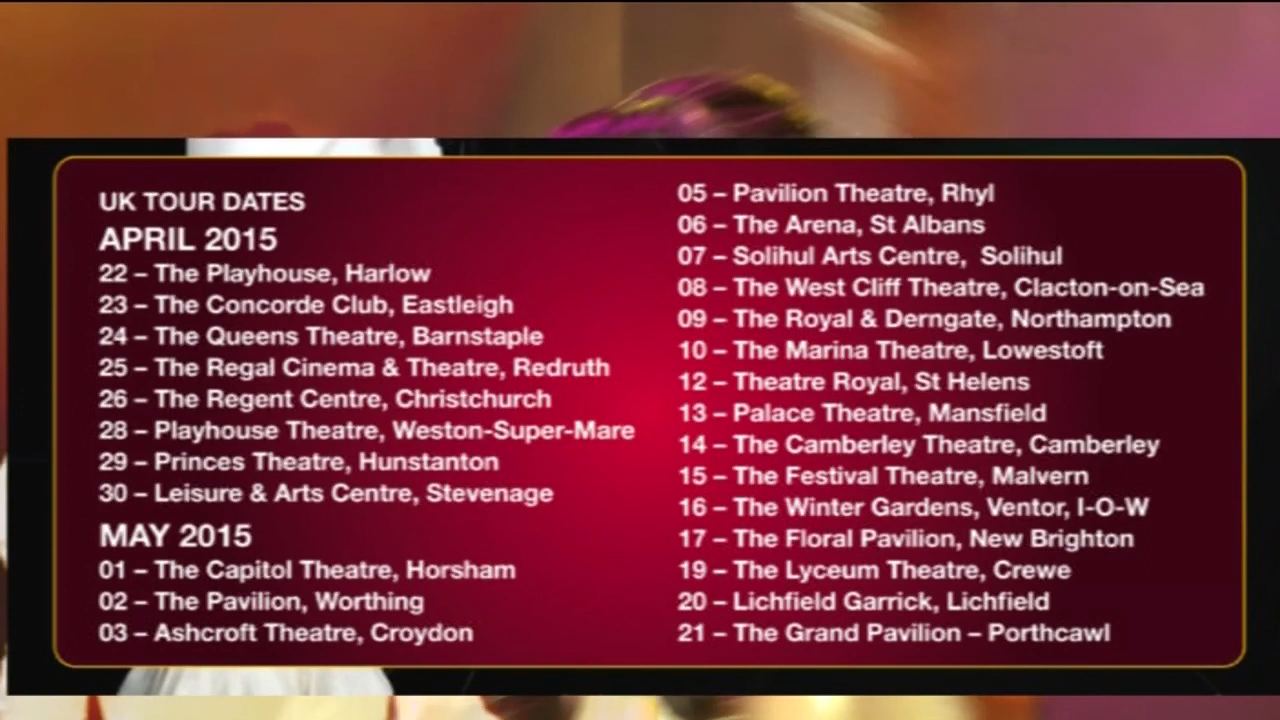 UK TOUR DATES
APRIL 2015
22 – The Playhouse, Harlow
23 – The Concorde Club, Eastleigh
24 – The Queens Theatre, Barnstaple
25 – The Regal Cinema & Theatre, Redruth
26 – The Regent Centre, Christchurch
28 – Playhouse Theatre, Weston-Super-Mare
29 – Princes Theatre, Hunstanton
30 – Leisure & Arts Centre, Stevenage
MAY 2015
01 – The Capitol Theatre, Horsham
02 – The Pavilion, Worthing
03 – Ashcroft Theatre, Croydon
05 – Pavilion Theatre, Rhyl
06 – The Arena, St Albans
07 – Solihul Arts Centre,  Solihul
08 – The West Cliff Theatre, Clacton-on-Sea
09 – The Royal & Derngate, Northampton
10 – The Marina Theatre, Lowestoft
12 – Theatre Royal, St Helens
13 – Palace Theatre, Mansfield
14 – The Camberley Theatre, Camberley
15 – The Festival Theatre, Malvern
16 – The Winter Gardens, Ventor, I-O-W
17 – The Floral Pavilion, New Brighton
19 – The Lyceum Theatre, Crewe
20 – Lichfield Garrick, Lichfield
21 – The Grand Pavilion – Porthcawl